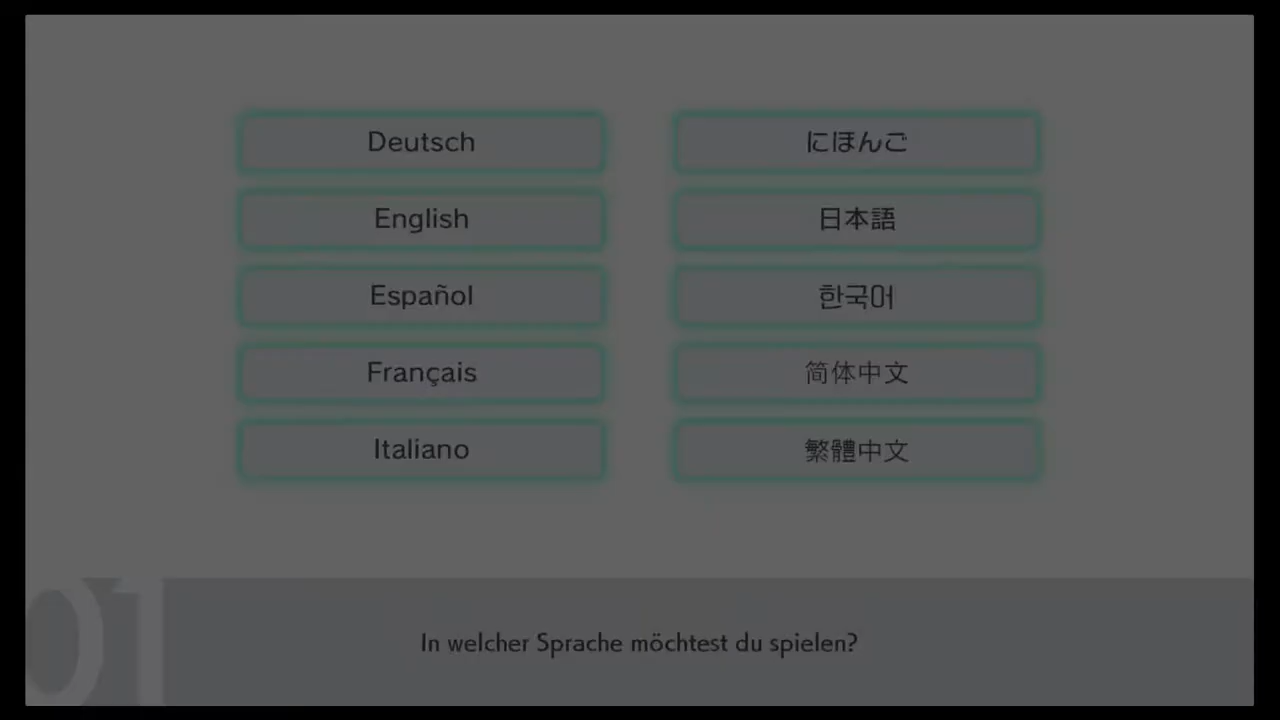 Deutsch
English
Español
Français
Italiano
にほんご
日本語
한국어
简体中文
繁體中文
01
In welcher Sprache möchtest du spielen?